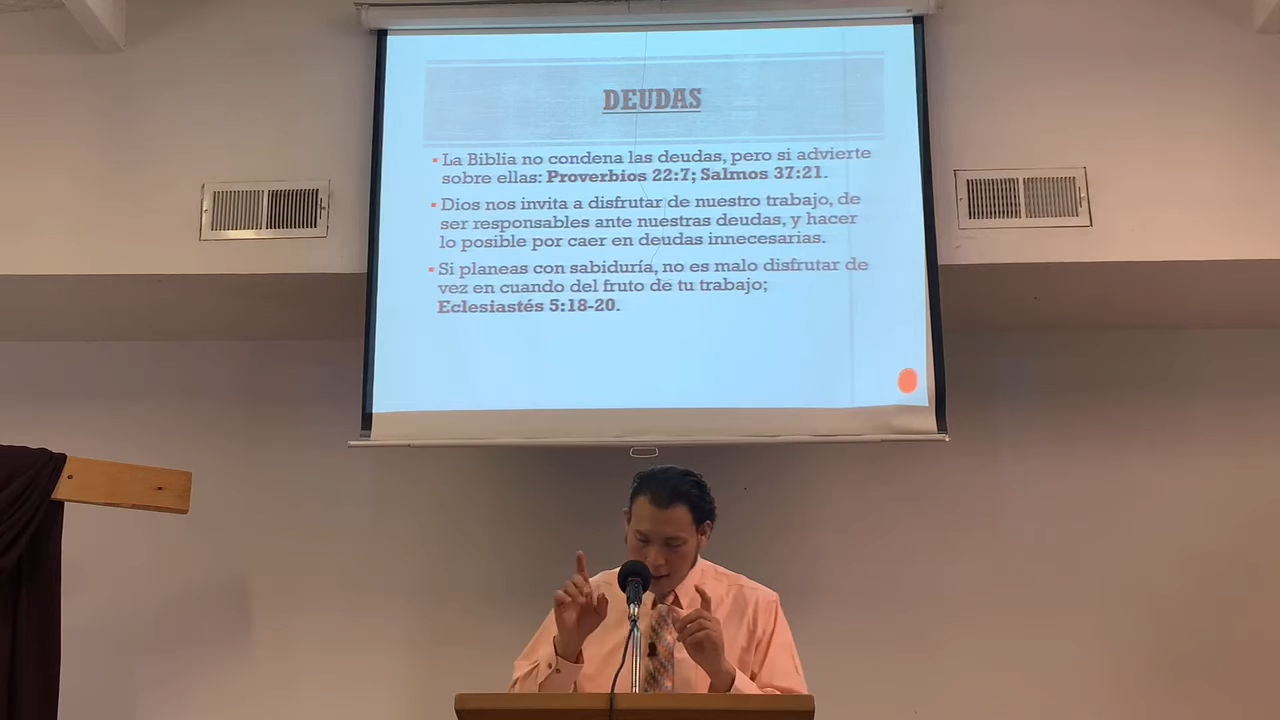 DEUDAS
La Biblia no condena las deudas, pero si advierte
sobre ellas: Proverbios 22:7; Salmos 37:21.
Dios nos invita a disfrutar de nuestro trabajo, de
ser responsables ante nuestras deudas, y hacer
lo posible por caer en deudas innecesarias.
Si planeas con sabiduría, no es malo disfrutar de
vez en cuando del fruto de tu trabajo;
Eclesiastés 5:18-20.